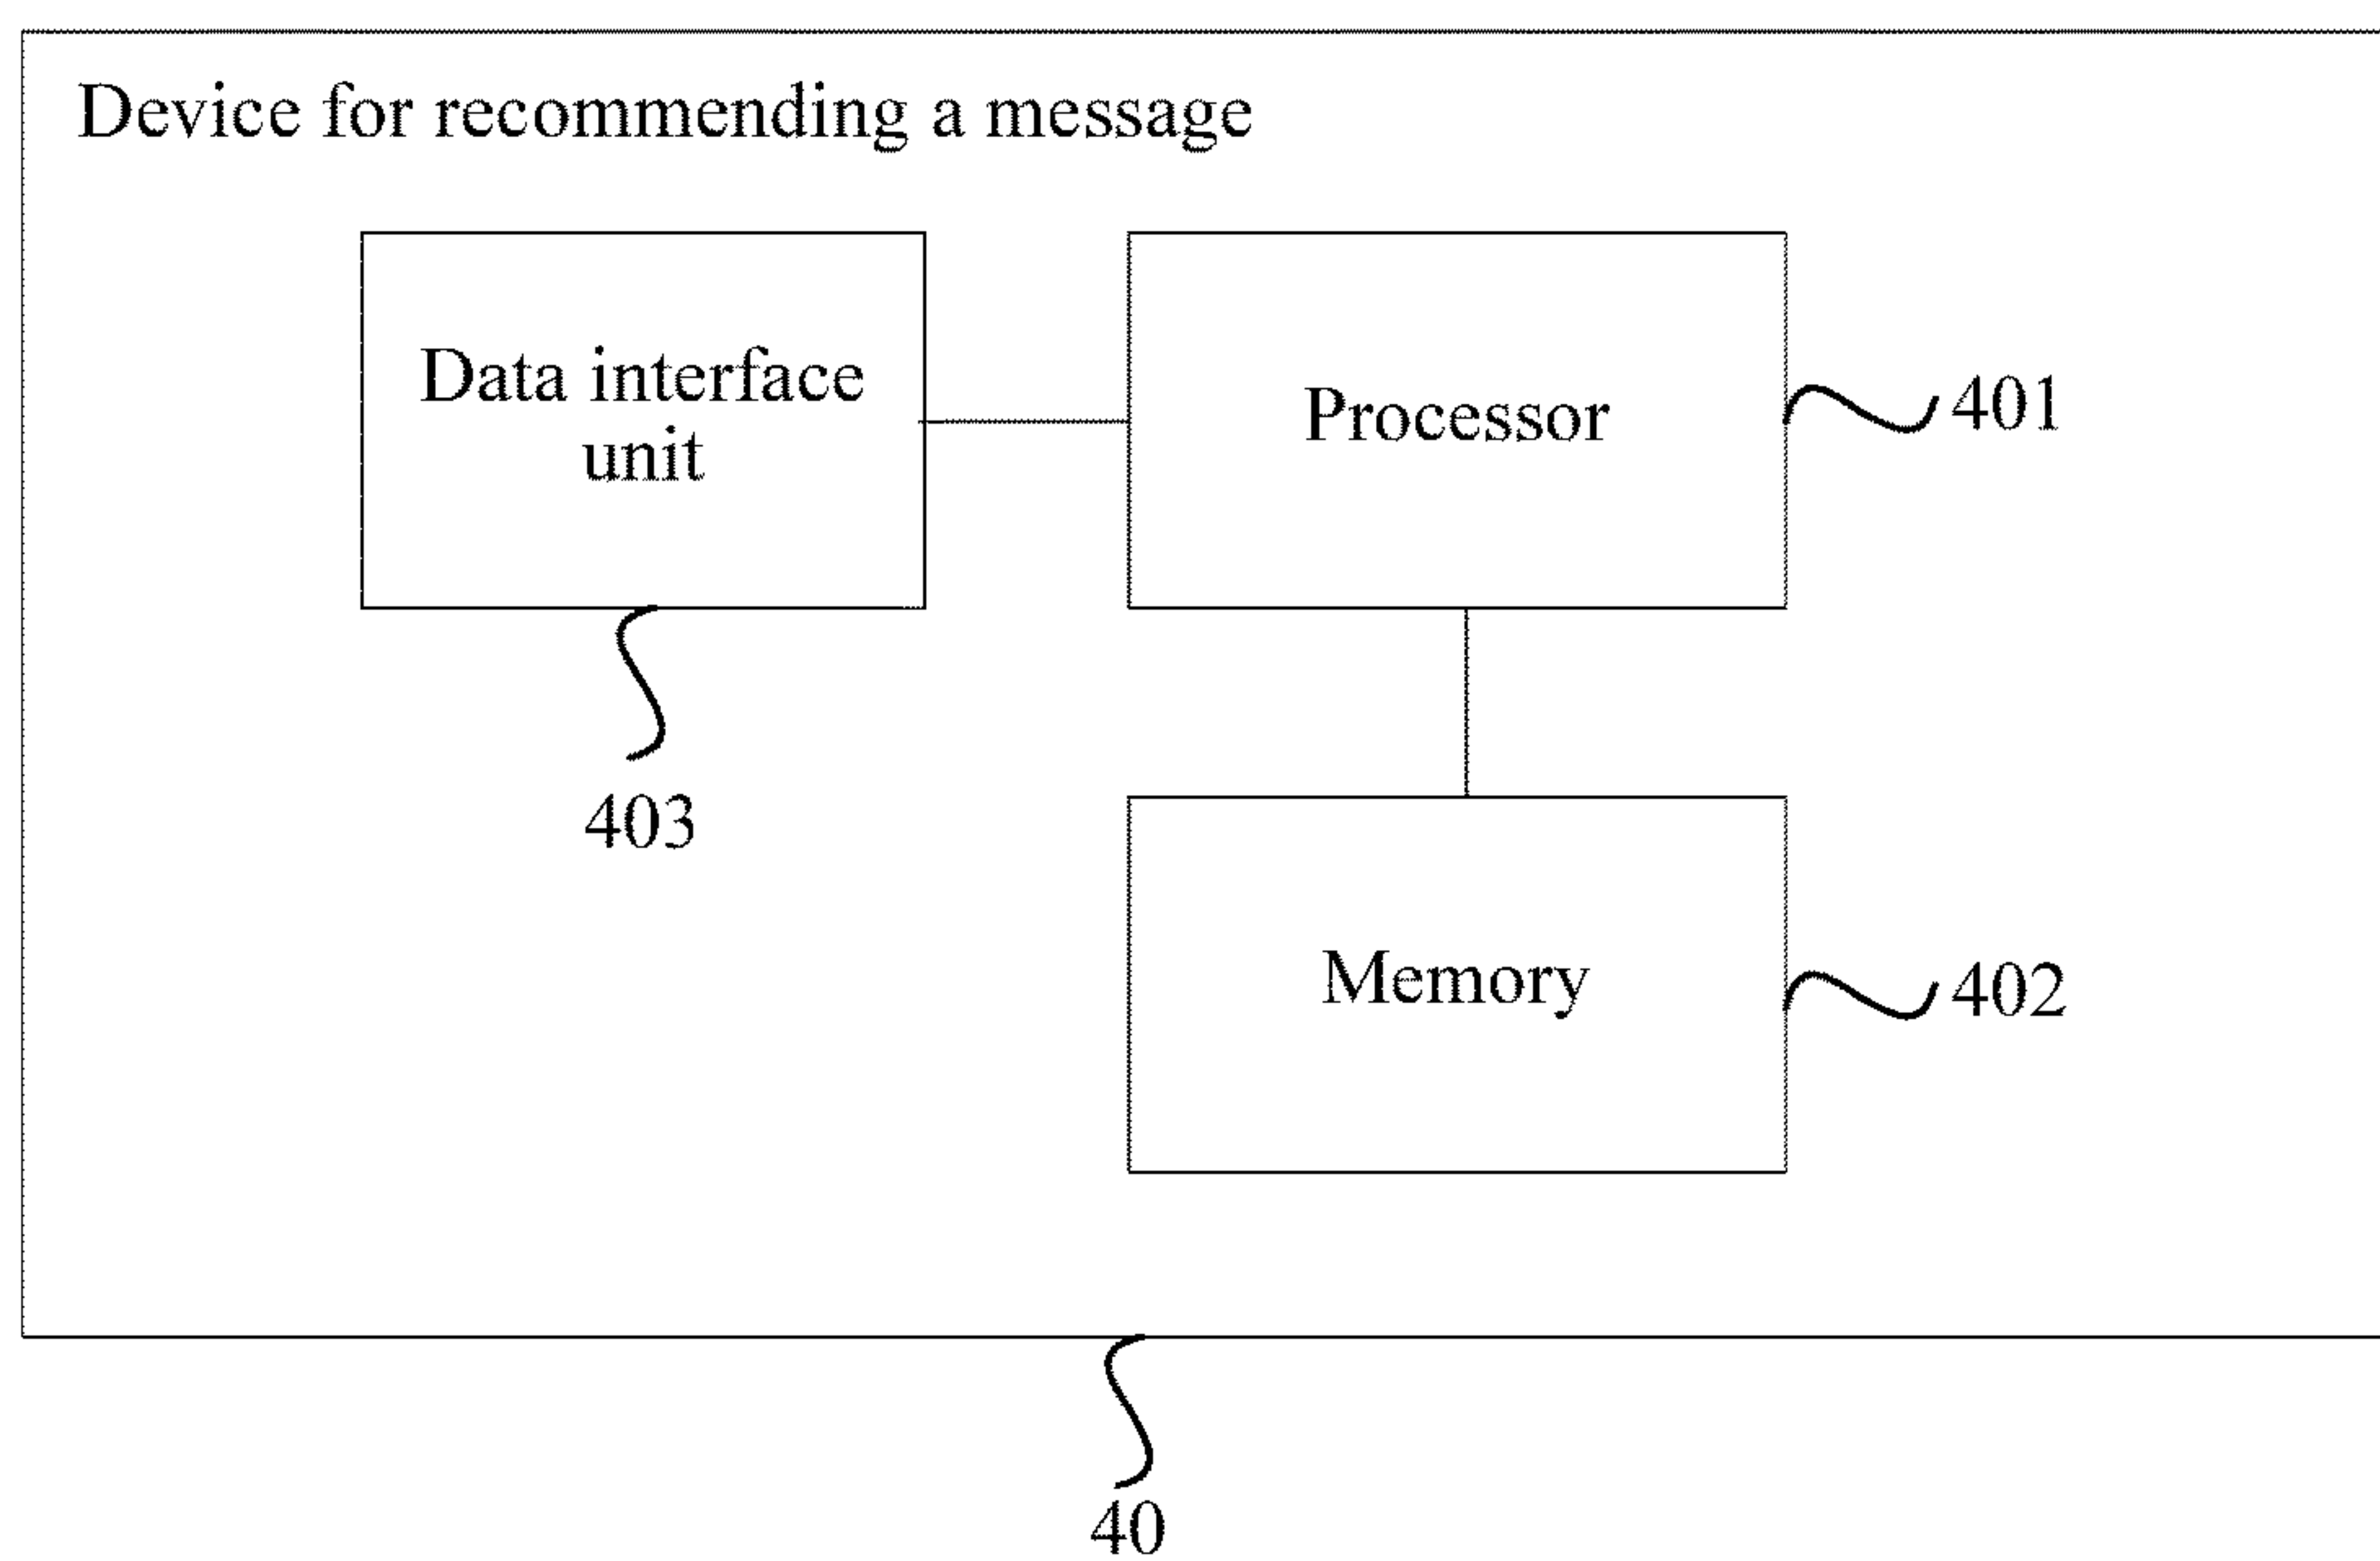 Device for recommending a message
Data interface
unit
Processor
401
403
Memory
402
40